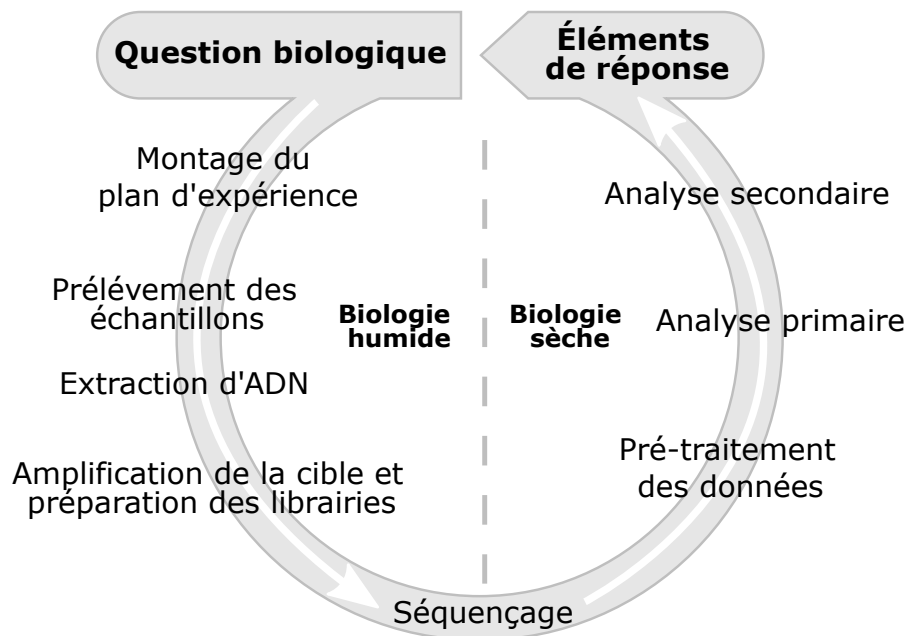 Question biologique
Montage du
plan d'expérience
Prélévement des
échantillons
Extraction d'ADN
Amplification de la cible et
préparation des librairies
Biologie
humide
Séquençage
Biologie
sèche
Pré-traitement
des données
Analyse primaire
Analyse secondaire
Éléments
de réponse